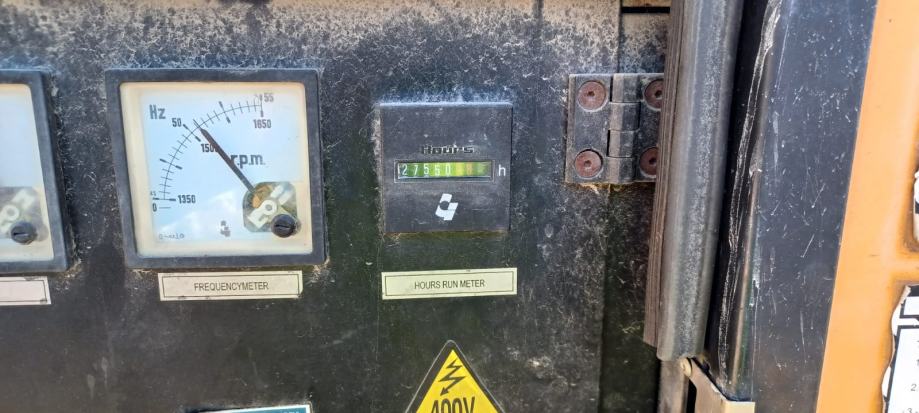 Hz
55
50
1650
1500
r.p.m.
45
0
1350
FREQUENCYMETER
Hours
27550
h
HOURS RUN METER
400V